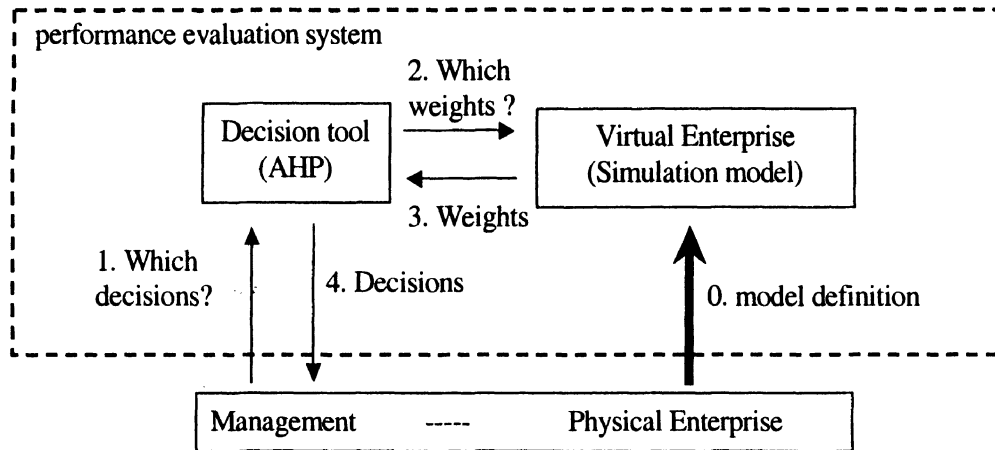 performance evaluation system
2. Which
weights ?
Decision tool
(AHP)
Virtual Enterprise
(Simulation model)
3. Weights
1. Which
decisions?
4. Decisions
0. model definition
Management ----- Physical Enterprise